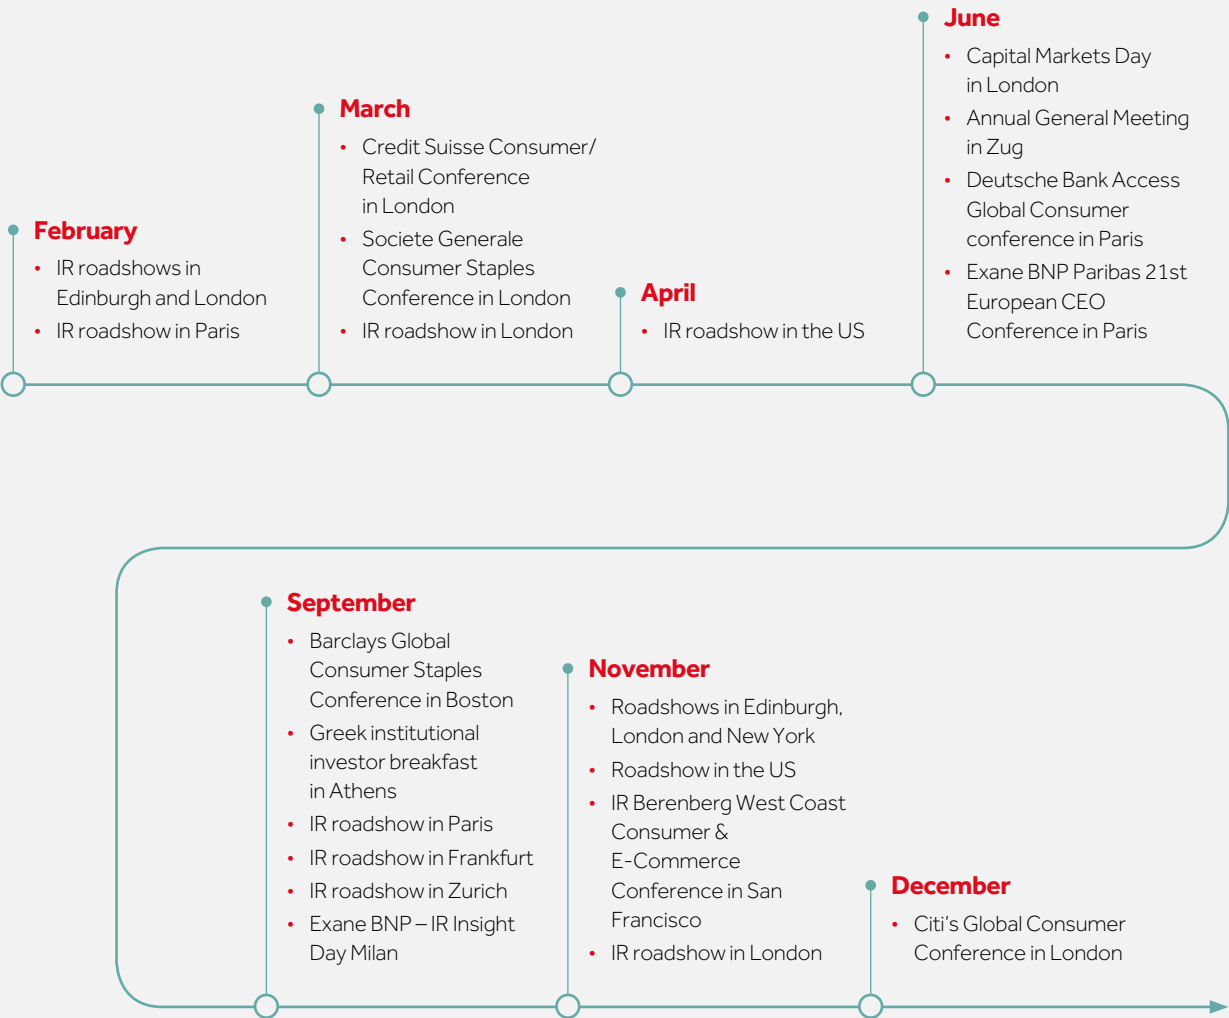 February
• IR roadshows in
Edinburgh and London
• IR roadshow in Paris
March
• Credit Suisse Consumer/
Retail Conference
in London
• Societe Generale
Consumer Staples
Conference in London
• IR roadshow in London
April
• IR roadshow in the US
June
• Capital Markets Day
in London
• Annual General Meeting
in Zug
• Deutsche Bank Access
Global Consumer
conference in Paris
• Exane BNP Paribas 21st
European CEO
Conference in Paris
September
• Barclays Global
Consumer Staples
Conference in Boston
• Greek institutional
investor breakfast
in Athens
• IR roadshow in Paris
• IR roadshow in Frankfurt
• IR roadshow in Zurich
• Exane BNP – IR Insight
Day Milan
November
• Roadshows in Edinburgh,
London and New York
• Roadshow in the US
• IR Berenberg West Coast
Consumer &
E-Commerce
Conference in San
Francisco
• IR roadshow in London
December
• Citi's Global Consumer
Conference in London